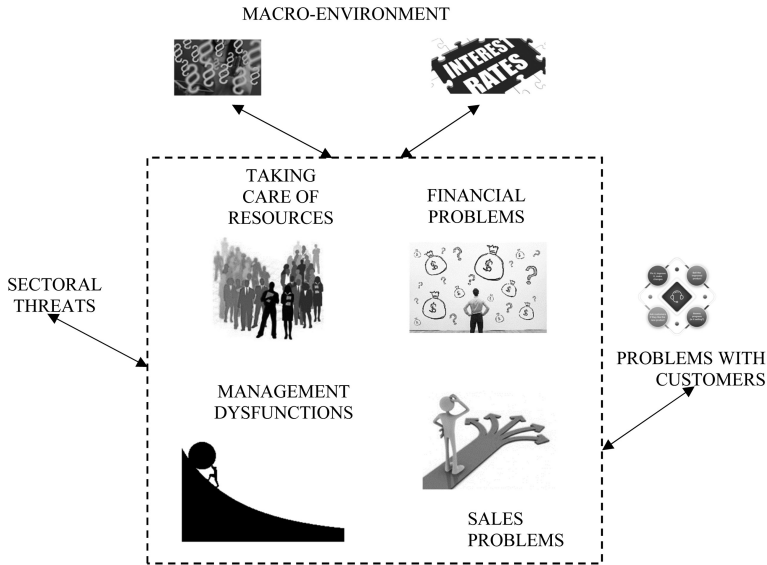 MACRO-ENVIRONMENT
INTEREST
RATES
TAKING
CARE OF
RESOURCES
FINANCIAL
PROBLEMS
SECTORAL
THREATS
PROBLEMS WITH
CUSTOMERS
MANAGEMENT
DYSFUNCTIONS
SALES
PROBLEMS